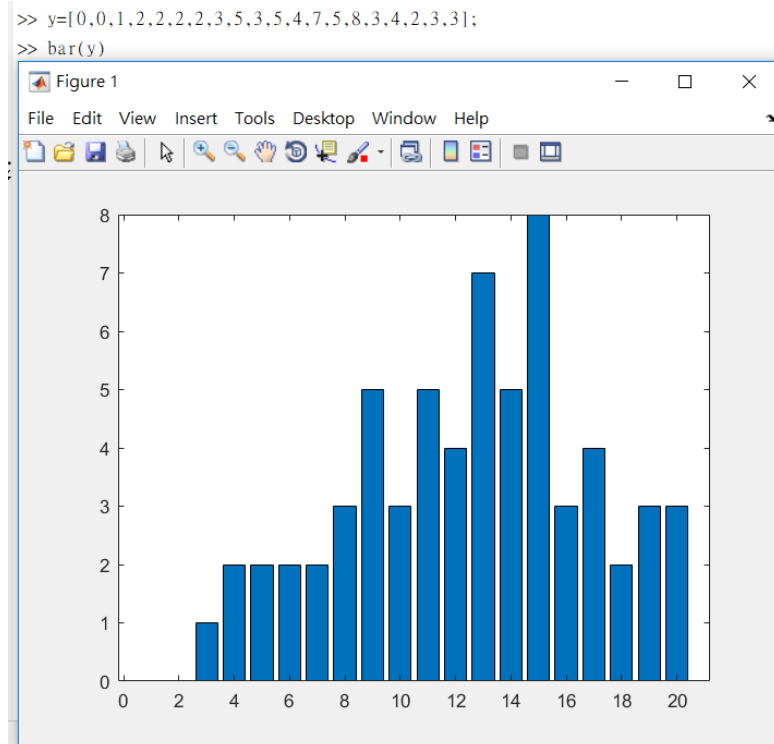 >> y=[0,0,1,2,2,2,2,3,5,3,5,4,7,5,8,3,4,2,3,3];
>> bar(y)
Figure 1
File Edit View Insert Tools Desktop Window Help
8
7
6
5
4
3
2
1
0
0 2 4 6 8 10 12 14 16 18 20